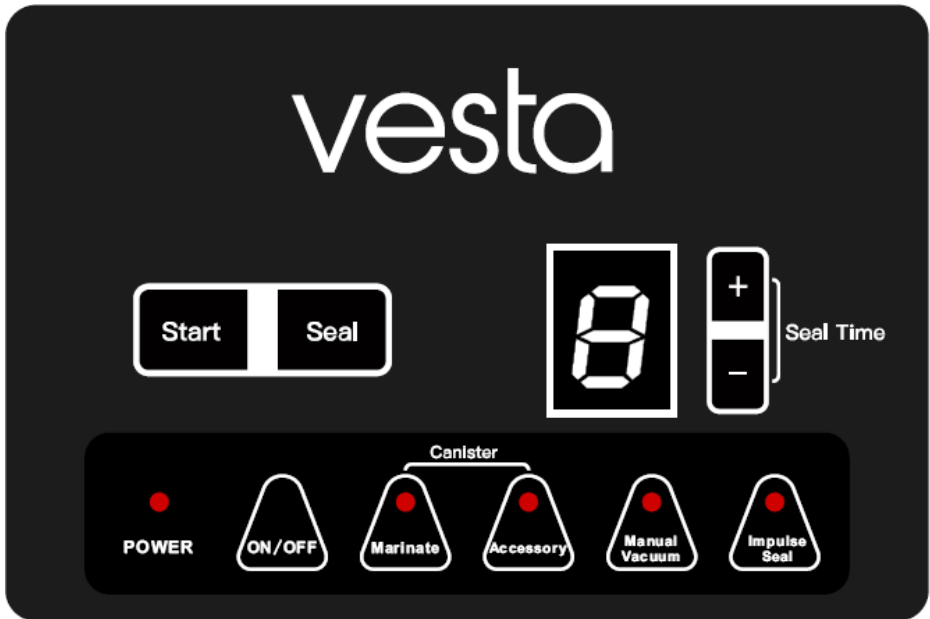 vesta
Start
Seal
8
+
−
Seal Time
Canister
POWER
ON/OFF
Marinate
Accessory
Manual
Vacuum
Impulse
Seal